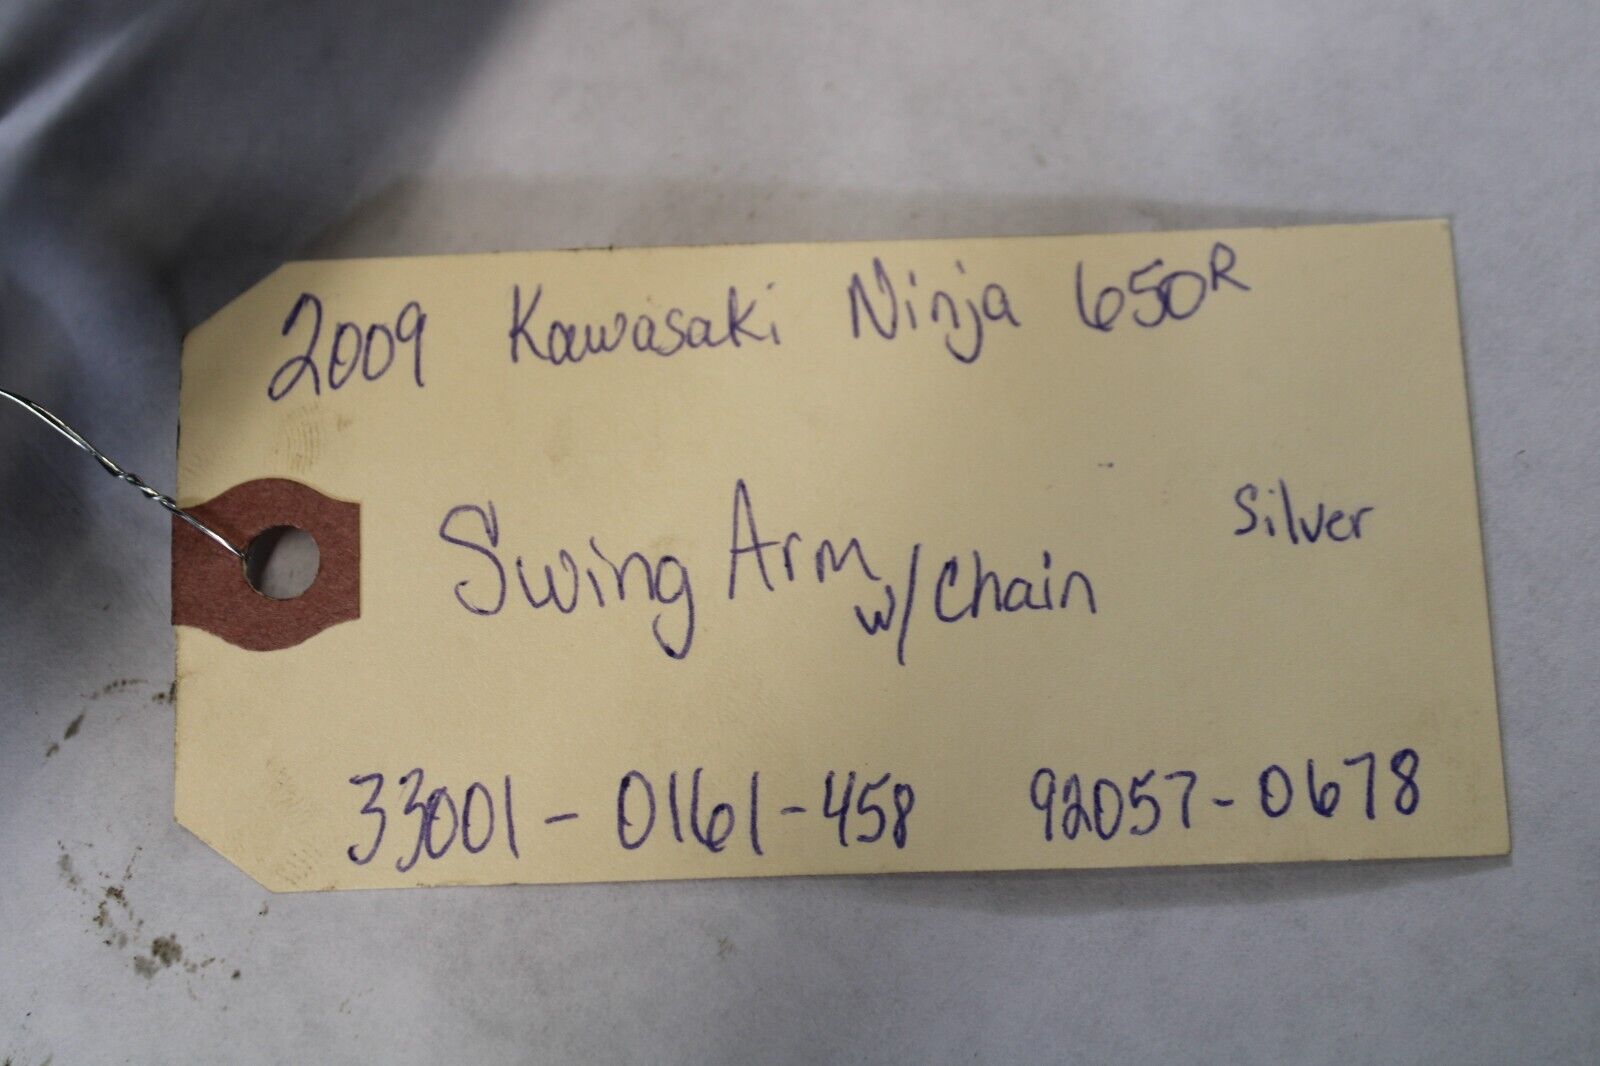 2009 Kawasaki Ninja 650R
Swing Arm w/chain silver
33001-0161-458 92057-0678